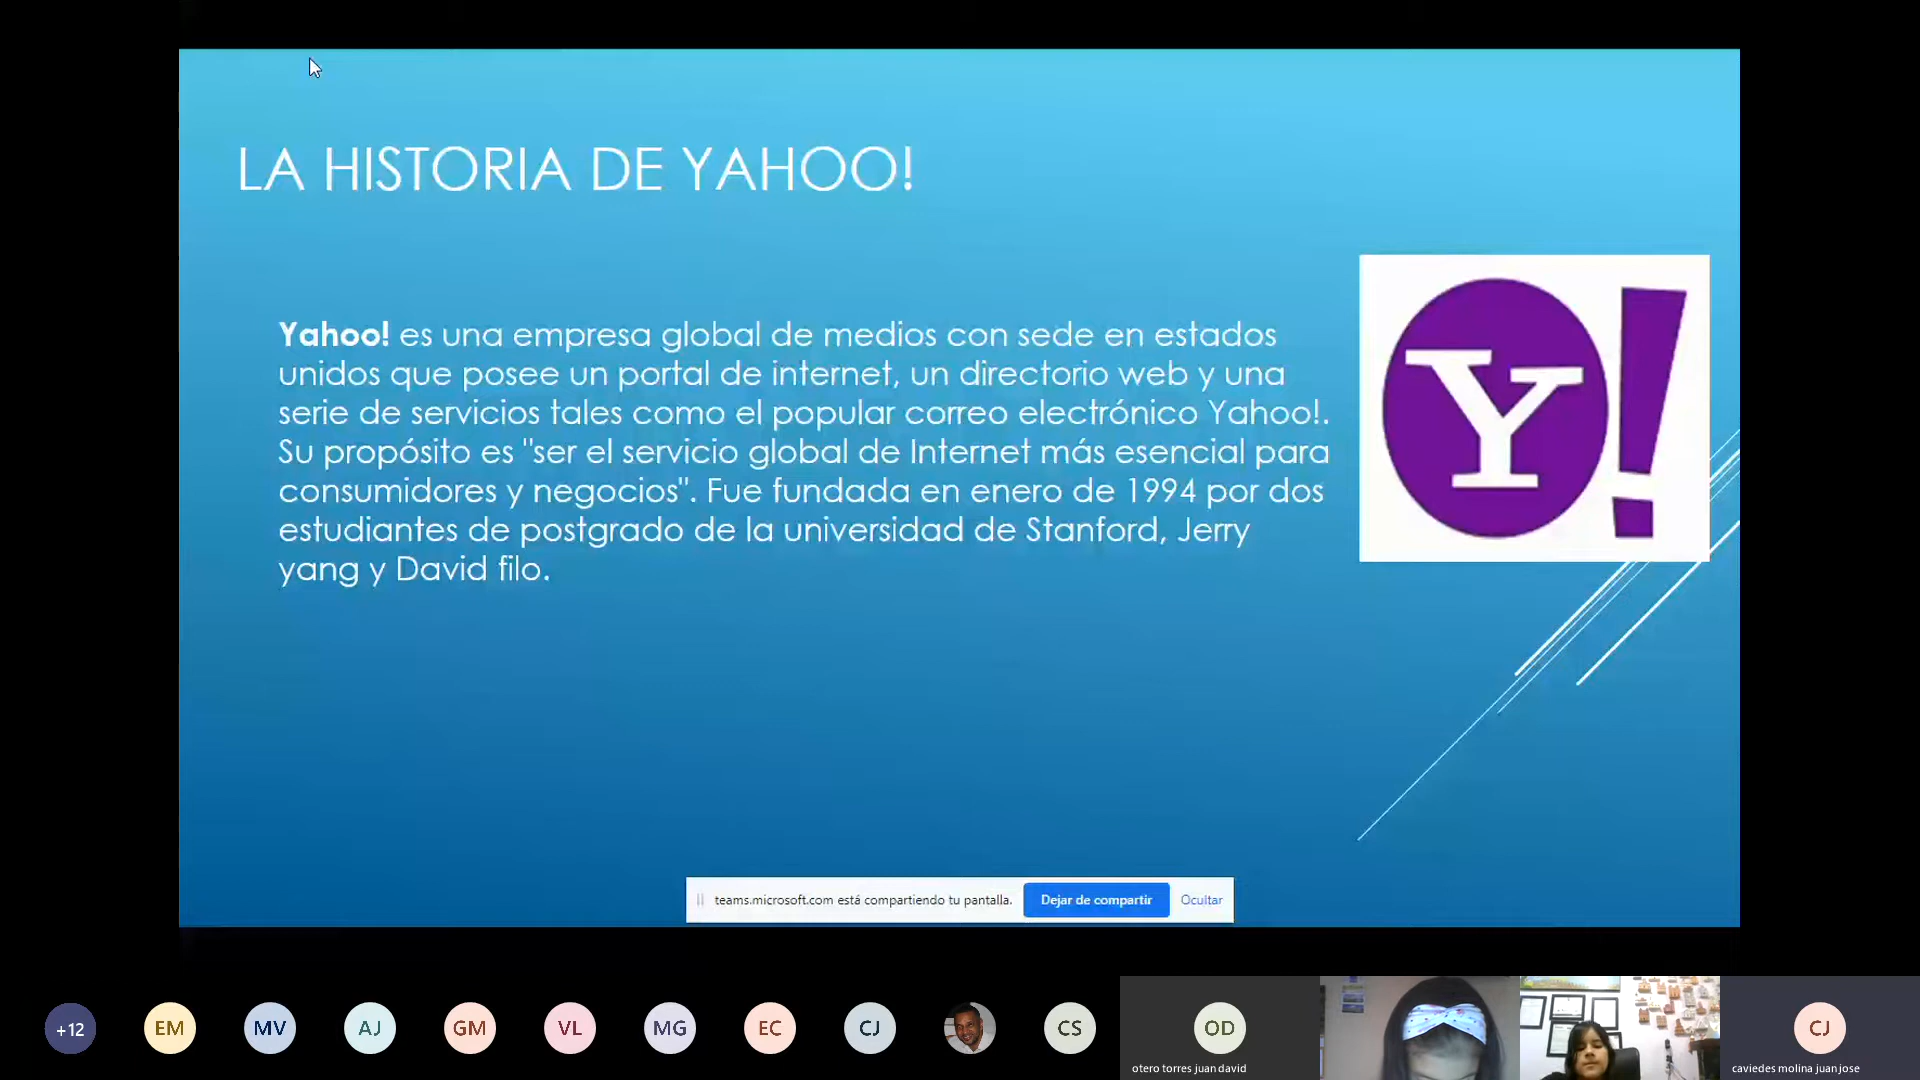 LA HISTORIA DE YAHOO!
Yahoo! es una empresa global de medios con sede en estados
unidos que posee un portal de internet, un directorio web y una
serie de servicios tales como el popular correo electrónico Yahoo!.
Su propósito es "ser el servicio global de Internet más esencial para
consumidores y negocios". Fue fundada en enero de 1994 por dos
estudiantes de postgrado de la universidad de Stanford, Jerry
yang y David filo.
Y!
teams.microsoft.com está compartiendo tu pantalla. Dejar de compartir Ocultar
+12 EM MV AJ GM VL MG EC CJ CS OD CJ
otero torres juan david caviedes molina juan jose